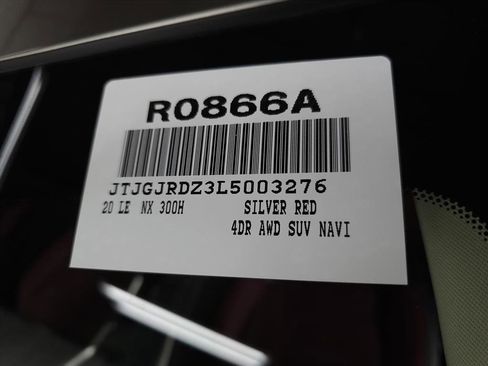 R0866A
JTJGJRDZ3L5003276
20 LE NX 300H SILVER RED
4DR AWD SUV NAVI